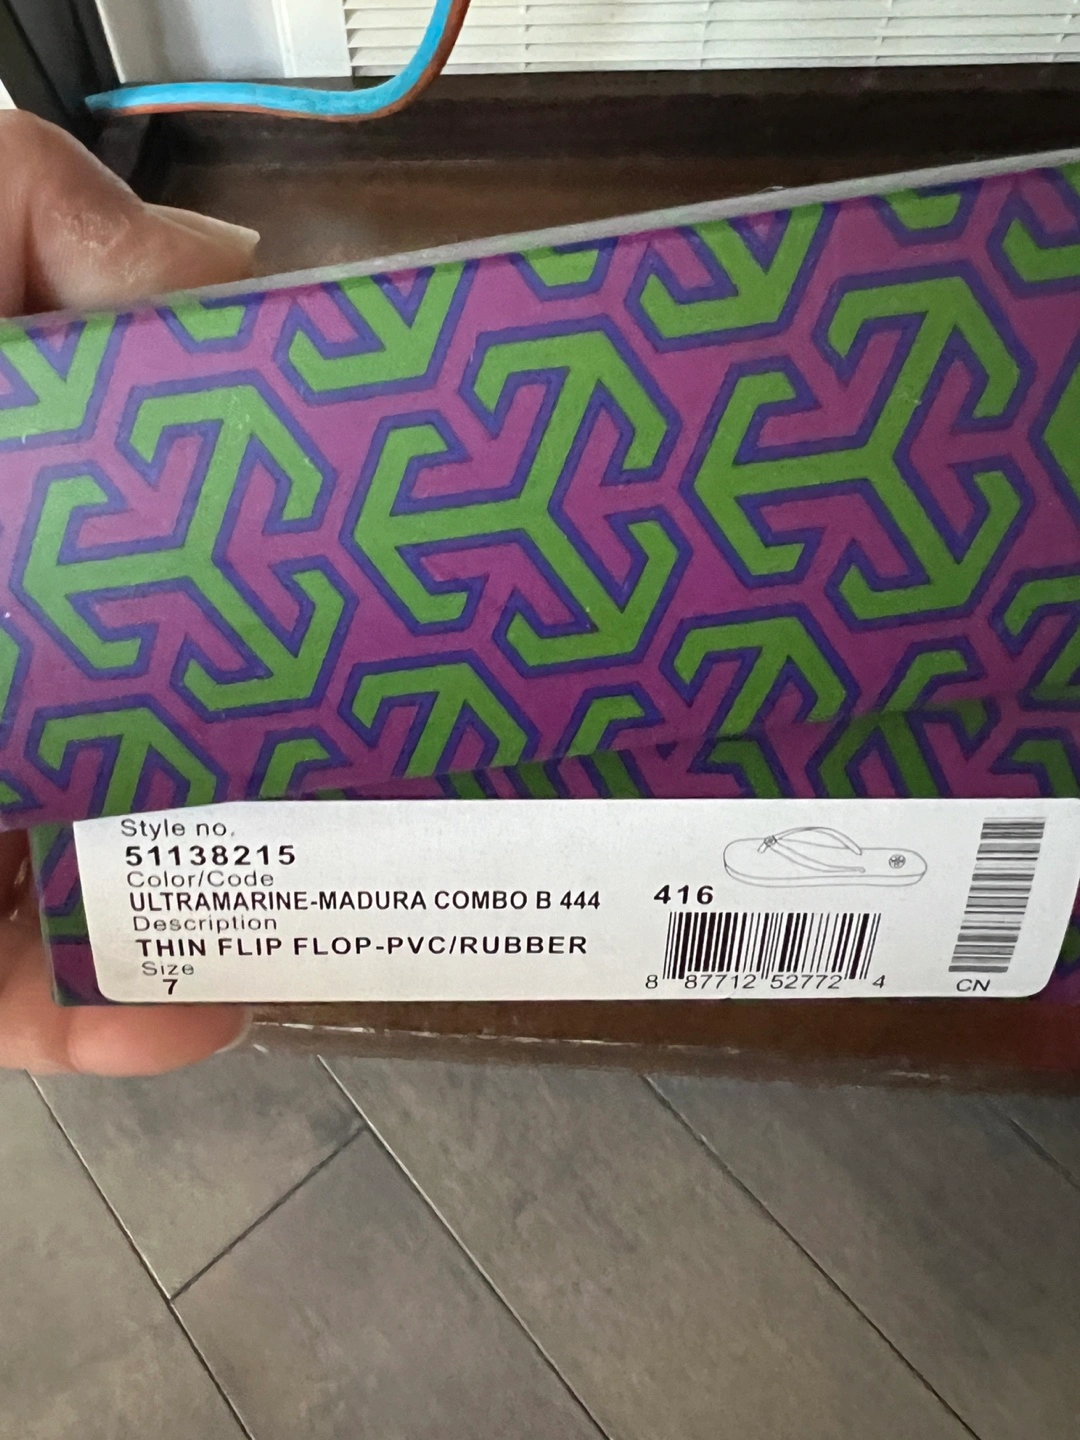 Style no.
51138215
Color/Code
ULTRAMARINE-MADURA COMBO B 444
416
Description
THIN FLIP FLOP-PVC/RUBBER
Size
7
8 87712 52772 4
CN